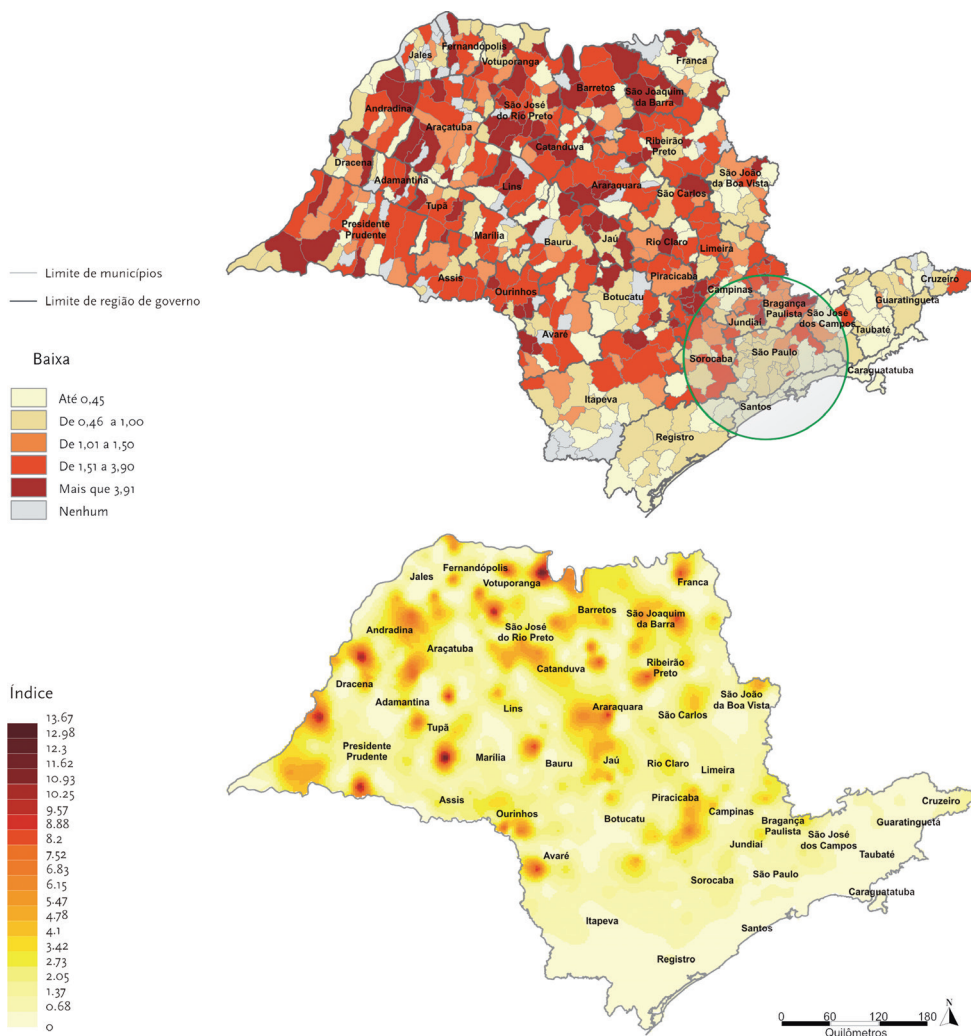 Jales
Fernandópolis
Votuporanga
Franca
Barretos
São Joaquim
da Barra
Andradina
São José
do Rio Preto
Araçatuba
Catanduva
Ribeirão
Preto
Dracena
Adamantina
Lins
Araraquara
São Carlos
São João
da Boa Vista
Tupã
Presidente
Prudente
Marília
Bauru
Jaú
Rio Claro
Limeira
Assis
Ourinhos
Botucatu
Piracicaba
Campinas
Bragança
Paulista
Cruzeiro
Guaratinguetá
São José
dos Campos
Taubaté
Jundiaí
Avaré
Sorocaba
São Paulo
Caraguatatuba
Itapeva
Santos
Registro
Limite de municípios
Limite de região de governo
Baixa
Até 0,45
De 0,46 a 1,00
De 1,01 a 1,50
De 1,51 a 3,90
Mais que 3,91
Nenhum
Jales
Fernandópolis
Votuporanga
Franca
Barretos
São Joaquim
da Barra
Andradina
São José
do Rio Preto
Araçatuba
Catanduva
Ribeirão
Preto
Dracena
Adamantina
Lins
Araraquara
São Carlos
São João
da Boa Vista
Tupã
Presidente
Prudente
Marília
Bauru
Jaú
Rio Claro
Limeira
Assis
Ourinhos
Botucatu
Piracicaba
Campinas
Bragança
Paulista
Cruzeiro
Guaratinguetá
São José
dos Campos
Taubaté
Jundiaí
Avaré
Sorocaba
São Paulo
Caraguatatuba
Itapeva
Santos
Registro
Índice
13.67
12.98
12.3
11.62
10.93
10.25
9.57
8.88
8.2
7.52
6.83
6.15
5.47
4.78
4.1
3.42
2.73
2.05
1.37
0.68
0
0 60 120 180
Quilômetros
N